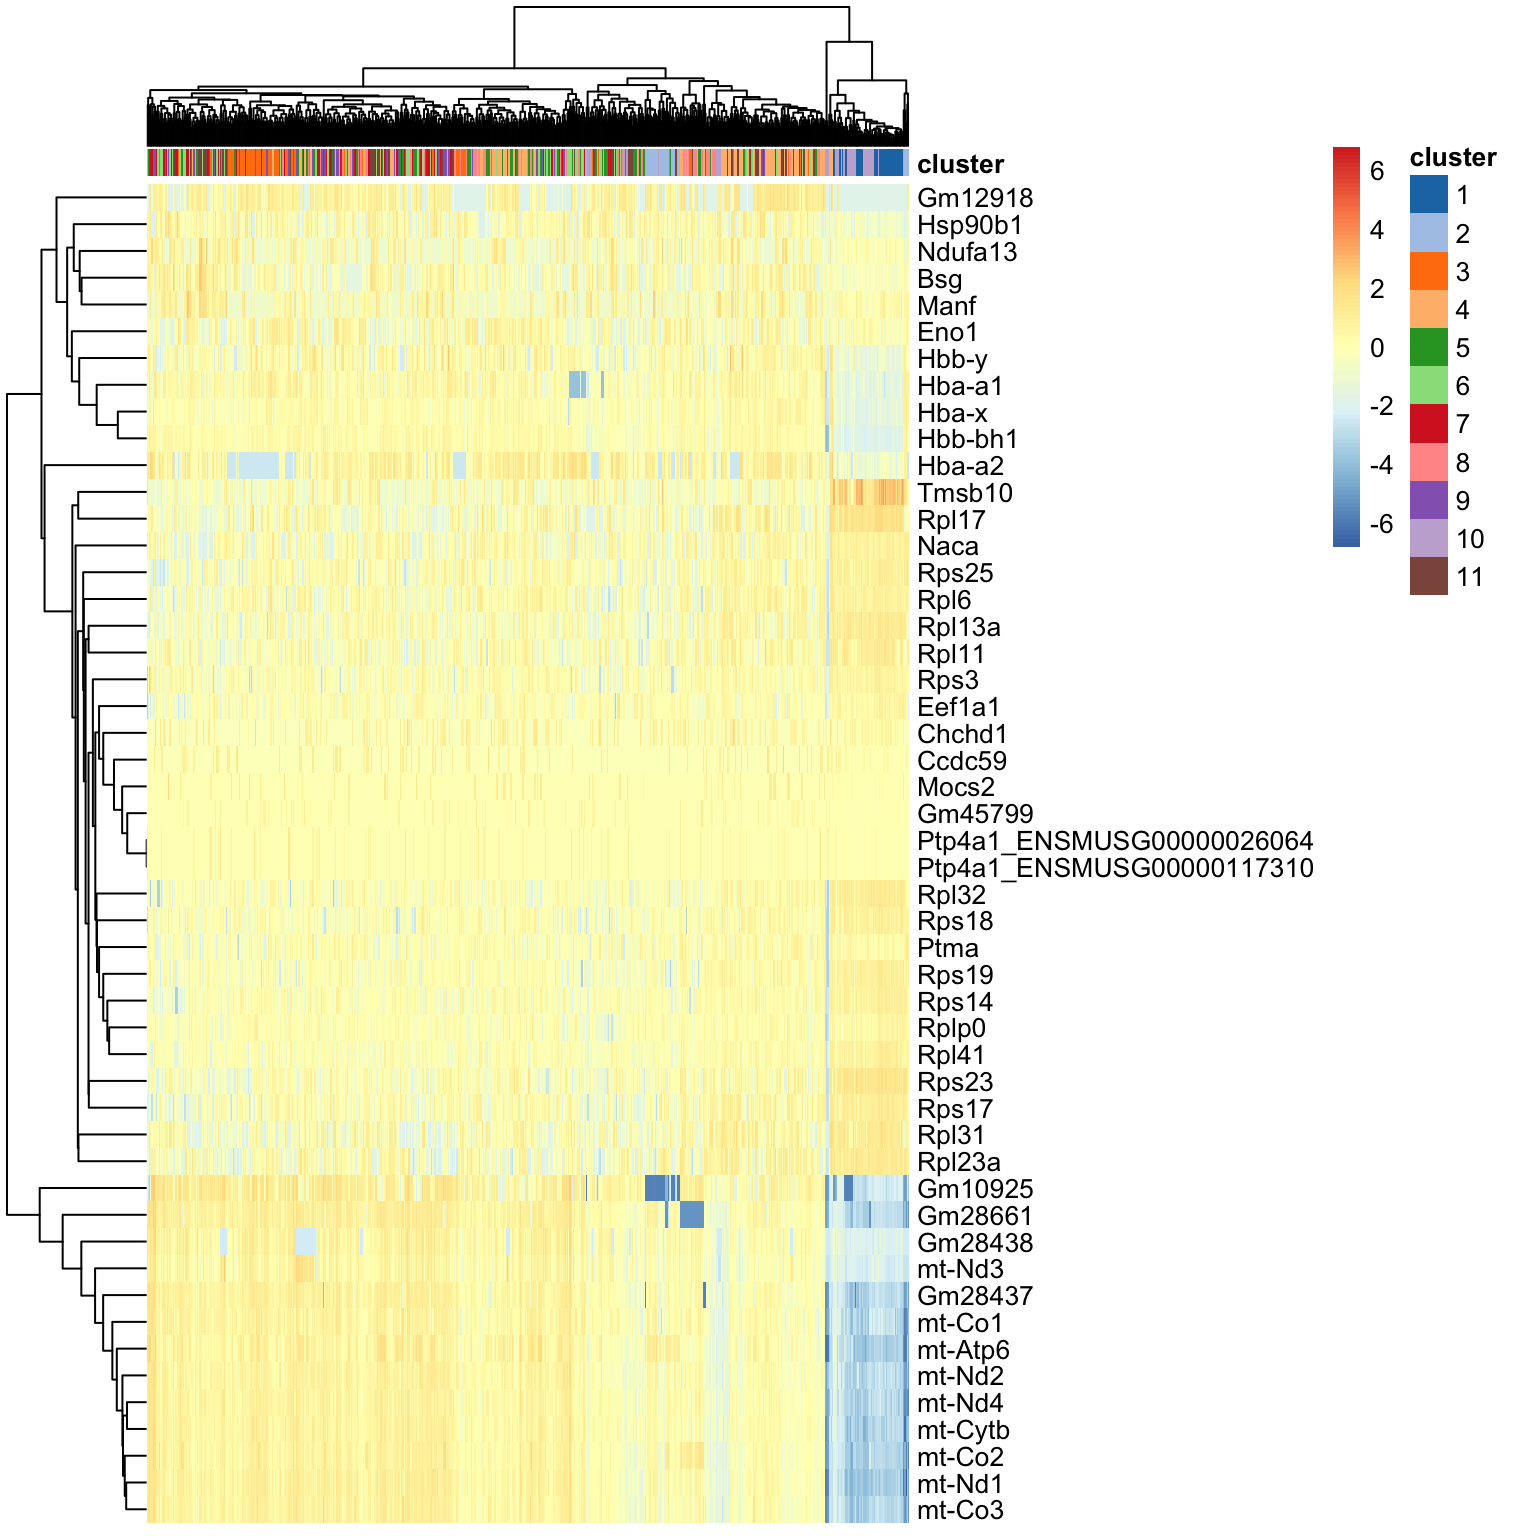 cluster
Gm12918
Hsp90b1
Ndufa13
Bsg
Manf
Eno1
Hbb-y
Hba-a1
Hba-x
Hbb-bh1
Hba-a2
Tmsb10
Rpl17
Naca
Rps25
Rpl6
Rpl13a
Rpl11
Rps3
Eef1a1
Chchd1
Ccdc59
Mocs2
Gm45799
Ptp4a1_ENSMUSG00000026064
Ptp4a1_ENSMUSG00000117310
Rpl32
Rps18
Ptma
Rps19
Rps14
Rplp0
Rpl41
Rps23
Rps17
Rpl31
Rpl23a
Gm10925
Gm28661
Gm28438
mt-Nd3
Gm28437
mt-Co1
mt-Atp6
mt-Nd2
mt-Nd4
mt-Cytb
mt-Co2
mt-Nd1
mt-Co3
6
4
2
0
-2
-4
-6
cluster
1
2
3
4
5
6
7
8
9
10
11